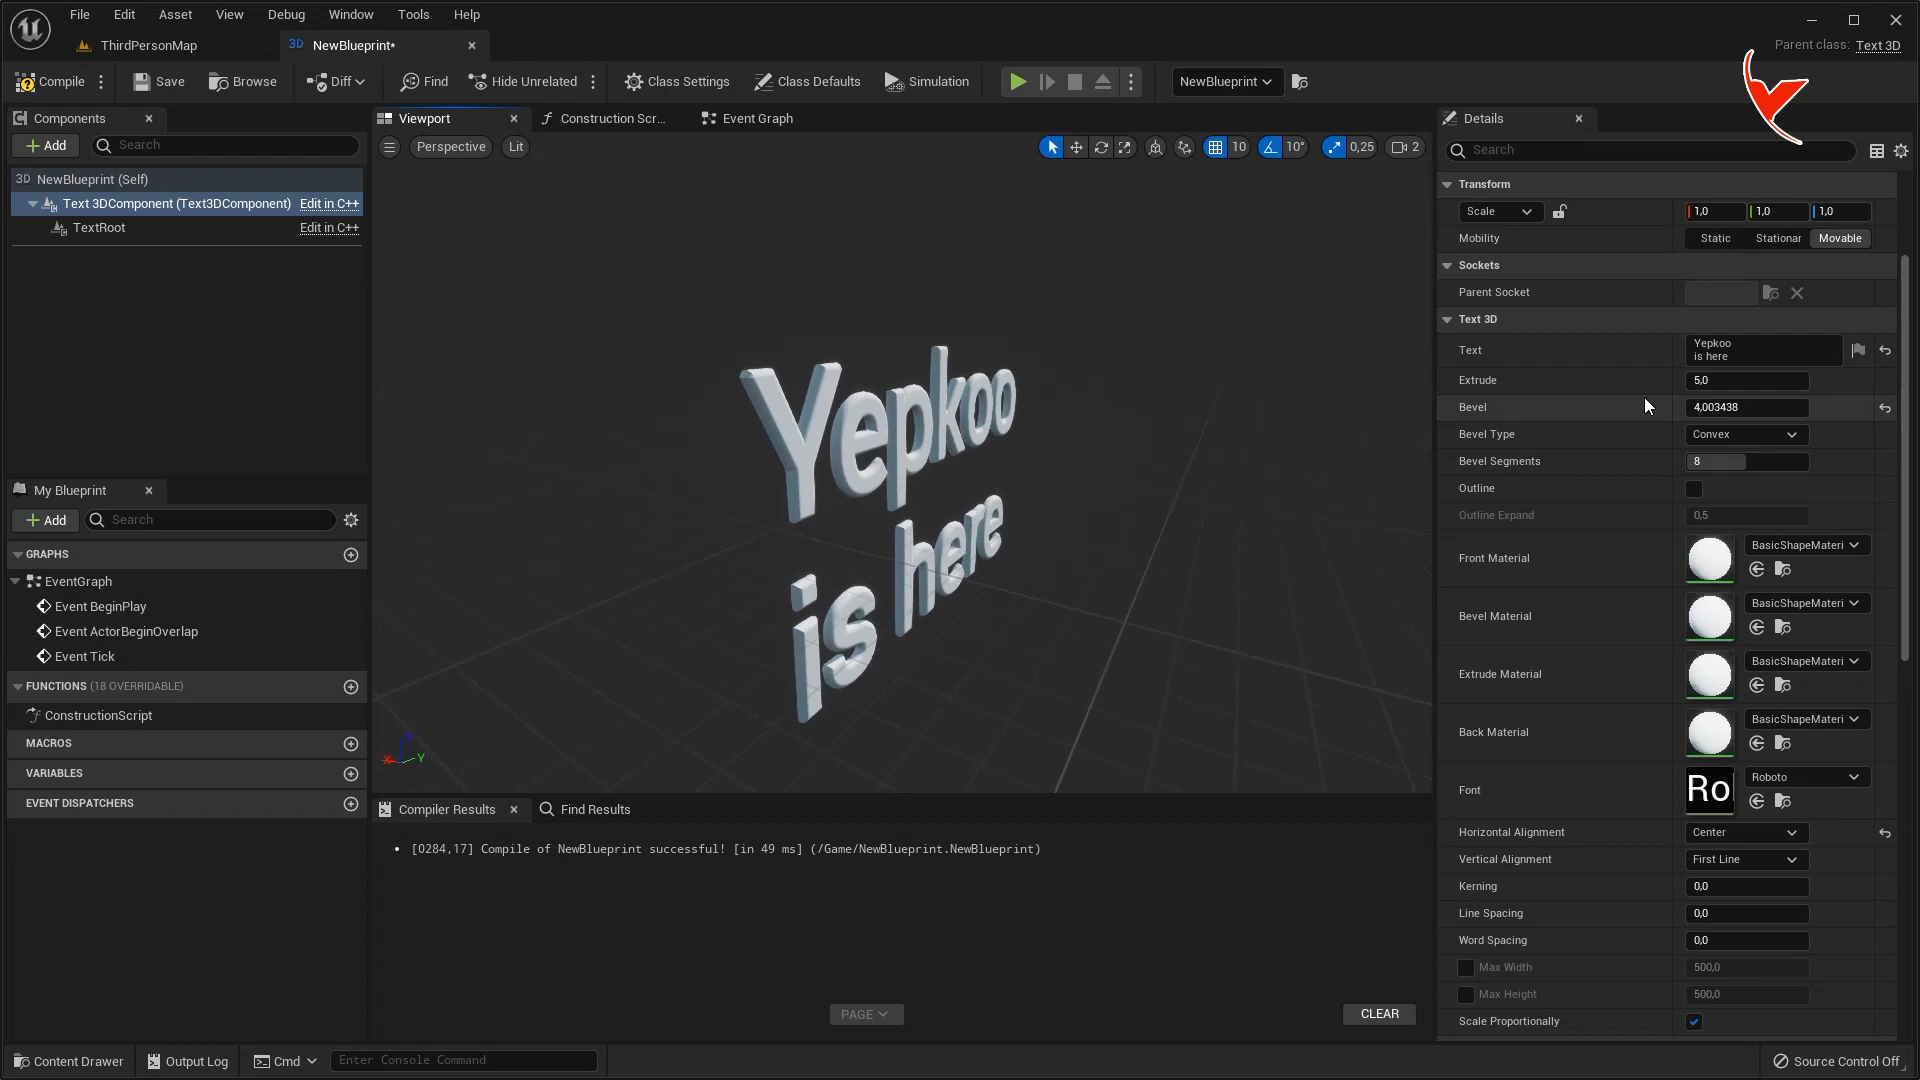 File Edit Asset View Debug Window Tools Help
ThirdPersonMap
3D NewBlueprint*
Parent class: Text 3D
Compile
Save
Browse
Diff
Find
Hide Unrelated
Class Settings
Class Defaults
Simulation
NewBlueprint
Components
Add
Search
3D NewBlueprint (Self)
Text 3DComponent (Text3DComponent) Edit in C++
TextRoot Edit in C++
My Blueprint
Add
Search
GRAPHS
EventGraph
Event BeginPlay
Event ActorBeginOverlap
Event Tick
FUNCTIONS (18 OVERRIDABLE)
ConstructionScript
MACROS
VARIABLES
EVENT DISPATCHERS
Viewport
Construction Scr...
Event Graph
Perspective
Lit
10
10°
0,25
2
Yepkoo
is here
X
Y
Compiler Results
Find Results
[0284,17] Compile of NewBlueprint successful! [in 49 ms] (/Game/NewBlueprint.NewBlueprint)
PAGE
CLEAR
Details
Search
Transform
Scale 1,0 1,0 1,0
Mobility Static Stationar Movable
Sockets
Parent Socket
Text 3D
Text Yepkoo
is here
Extrude 5,0
Bevel 4,003438
Bevel Type Convex
Bevel Segments 8
Outline
Outline Expand 0,5
Front Material BasicShapeMateri
Bevel Material BasicShapeMateri
Extrude Material BasicShapeMateri
Back Material BasicShapeMateri
Font Ro Roboto
Horizontal Alignment Center
Vertical Alignment First Line
Kerning 0,0
Line Spacing 0,0
Word Spacing 0,0
Max Width 500,0
Max Height 500,0
Scale Proportionally
Content Drawer
Output Log
Cmd
Enter Console Command
Source Control Off